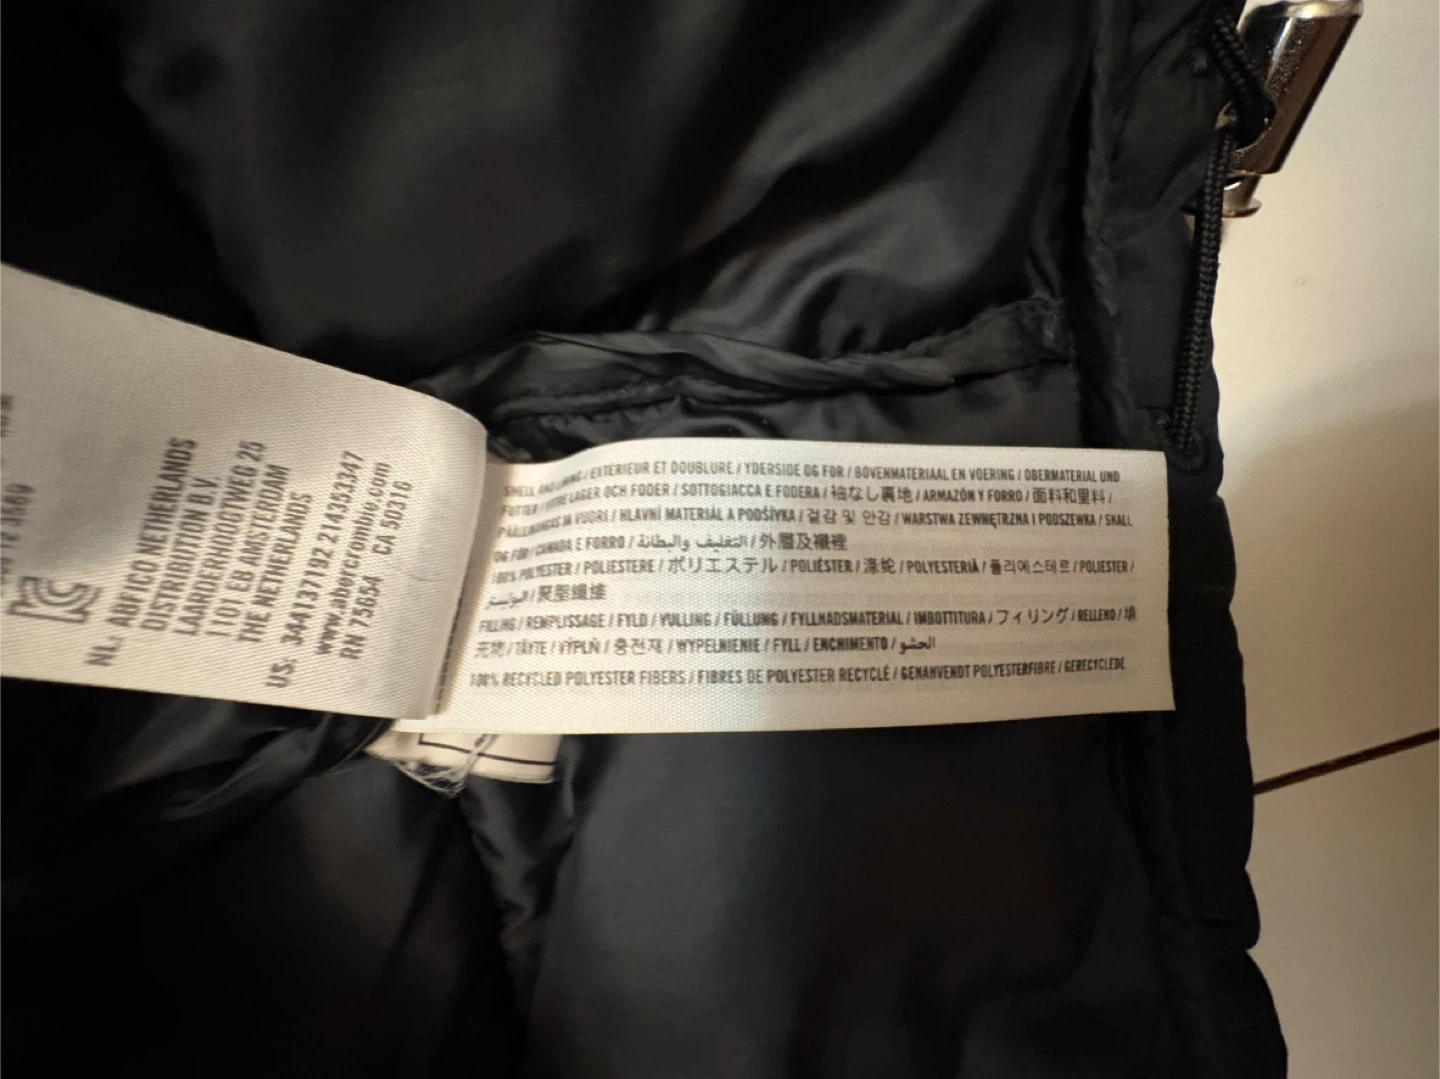 NL: ABFICO NETHERLANDS
DISTRIBUTION B.V.
LANDERHOOGTWEG 20
1101 EB AMSTERDAM
THE NETHERLANDS
US: 344137192 214353347
www.abercrombie.com
RN 75654 CA 50316
SHELL AND LINING / EXTÉRIEUR ET DOUBLURE / YDERSIDE OG FOR / BOVENMATERIAAL EN VOERING / OBERMATERIAL UND
FUTTER / YTTRE LAGER OCH FODER / SOTTOGIACCA E FODERA / 袖なし裏地 / ARMAZÓN Y FORRO / 面料和里料 /
PÄÄLLIKANGAS JA VUORI / HLAVNÍ MATERIÁL A PODŠÍVKA / 겉감 및 안감 / WARSTWA ZEWNĘTRZNA I PODSZEWKA / SKALL
OG FÔR / CAMADA E FORRO / التغليف والبطانة / 外層及襯裡
100% POLYESTER / POLIESTERE / ポリエステル / POLIÉSTER / 涤纶 / POLYESTERIÄ / 폴리에스테르 / POLIESTER /
البوليستر / 聚脂纖維
FILLING / REMPLISSAGE / FYLD / VULLING / FÜLLUNG / FYLLNADSMATERIAL / IMBOTTITURA / フィリング / RELLENO / 填
充物 / TÄYTE / VÝPLŇ / 충전재 / WYPEŁNIENIE / FYLL / ENCHIMENTO / الحشو
100% RECYCLED POLYESTER FIBERS / FIBRES DE POLYESTER RECYCLÉ / GENANVENDT POLYESTERFIBRE / GERECYCLEDE